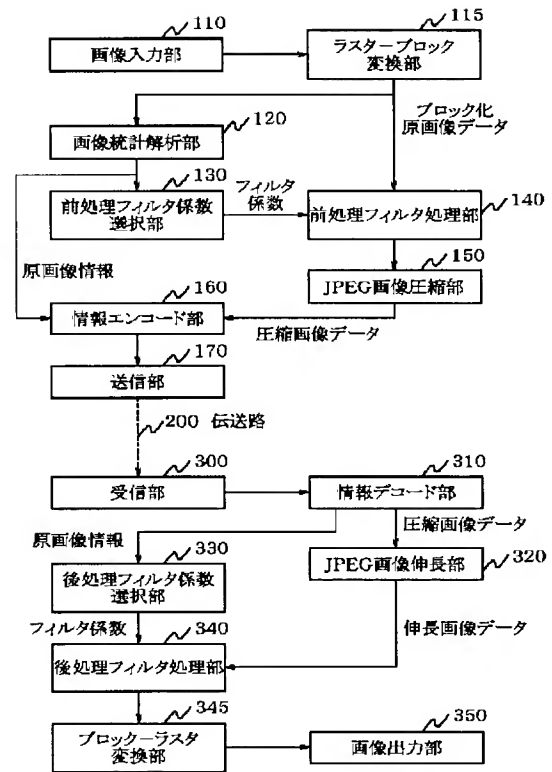 110
画像入力部
115
ラスターブロック
変換部
120
画像統計解析部
ブロック化
原画像データ
130
前処理フィルタ係数
選択部
フィルタ
係数
140
前処理フィルタ処理部
原画像情報
150
JPEG画像圧縮部
160
情報エンコード部
圧縮画像データ
170
送信部
200 伝送路
300
受信部
310
情報デコード部
原画像情報
圧縮画像データ
330
後処理フィルタ係数
選択部
320
JPEG画像伸長部
フィルタ係数
340
後処理フィルタ処理部
伸長画像データ
345
ブロックーラスタ
変換部
350
画像出力部